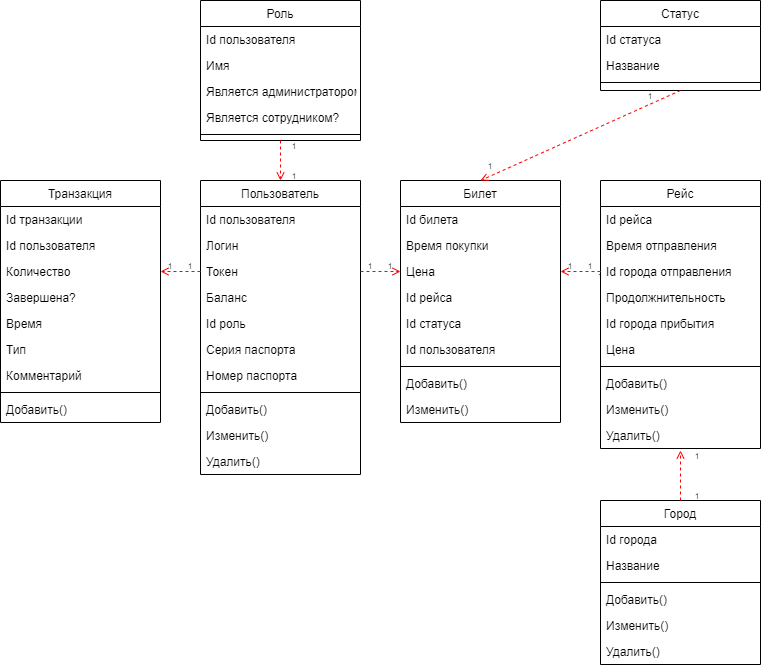 Роль
Id пользователя
Имя
Является администратором
Является сотрудником?
1
1
Статус
Id статуса
Название
1
1
Транзакция
Id транзакции
Id пользователя
Количество
Завершена?
Время
Тип
Комментарий
Добавить()
1
1
Пользователь
Id пользователя
Логин
Токен
Баланс
Id роль
Серия паспорта
Номер паспорта
Добавить()
Изменить()
Удалить()
1
1
Билет
Id билета
Время покупки
Цена
Id рейса
Id статуса
Id пользователя
Добавить()
Изменить()
1
1
Рейс
Id рейса
Время отправления
Id города отправления
Продолжительность
Id города прибытия
Цена
Добавить()
Изменить()
Удалить()
1
1
Город
Id города
Название
Добавить()
Изменить()
Удалить()